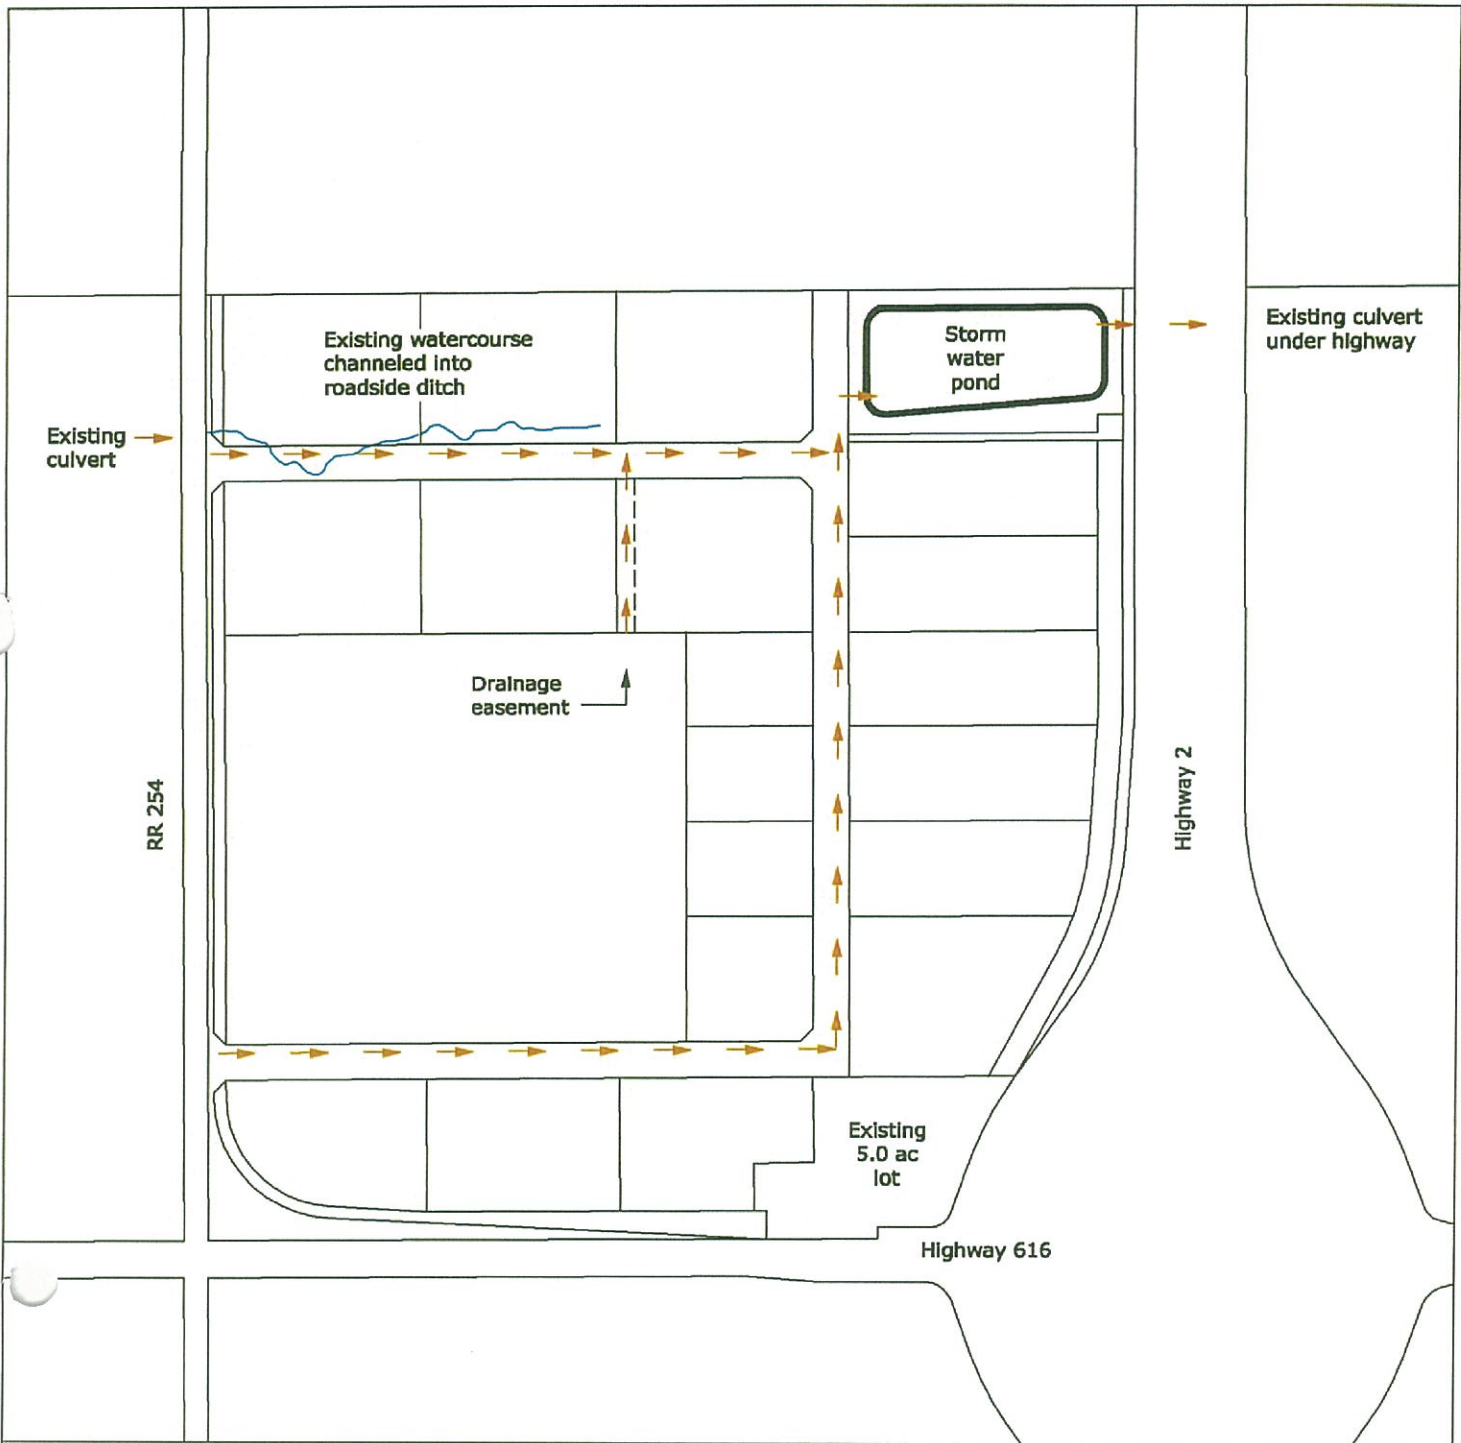 Existing watercourse
channeled into
roadside ditch
Storm
water
pond
Existing culvert
under highway
Existing
culvert
Drainage
easement
RR 254
Highway 2
Existing
5.0 ac
lot
Highway 616